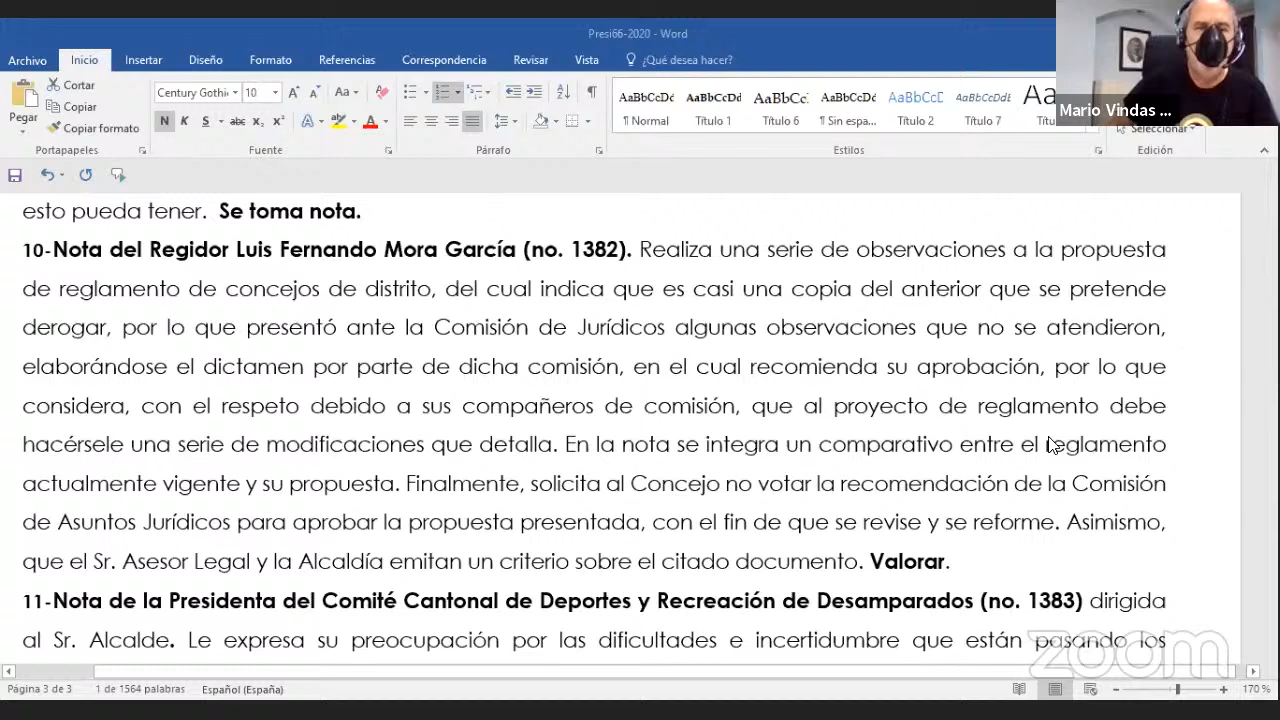 Presi66-2020 - Word
Archivo Inicio Insertar Diseño Formato Referencias Correspondencia Revisar Vista ¿Qué desea hacer?
Mario Vindas ...
Pegar
Cortar
Copiar
Copiar formato
Portapapeles
Century Gothic 10
N K S abc x₂ x²
Fuente
Párrafo
AaBbCcDd AaBbCcDd AaBbCc AaBbCcDd AaBbCcD AaBbCcDdE Aa
¶ Normal Título 1 Título 6 ¶ Sin espa... Título 2 Título 7
Estilos
Seleccionar
Edición
esto pueda tener. Se toma nota.
10-Nota del Regidor Luis Fernando Mora García (no. 1382). Realiza una serie de observaciones a la propuesta
de reglamento de concejos de distrito, del cual indica que es casi una copia del anterior que se pretende
derogar, por lo que presentó ante la Comisión de Jurídicos algunas observaciones que no se atendieron,
elaborándose el dictamen por parte de dicha comisión, en el cual recomienda su aprobación, por lo que
considera, con el respeto debido a sus compañeros de comisión, que al proyecto de reglamento debe
hacérsele una serie de modificaciones que detalla. En la nota se integra un comparativo entre el reglamento
actualmente vigente y su propuesta. Finalmente, solicita al Concejo no votar la recomendación de la Comisión
de Asuntos Jurídicos para aprobar la propuesta presentada, con el fin de que se revise y se reforme. Asimismo,
que el Sr. Asesor Legal y la Alcaldía emitan un criterio sobre el citado documento. Valorar.
11-Nota de la Presidenta del Comité Cantonal de Deportes y Recreación de Desamparados (no. 1383) dirigida
al Sr. Alcalde. Le expresa su preocupación por las dificultades e incertidumbre que están pasando los
zoom
Página 3 de 3 1 de 1564 palabras Español (España) 170 %